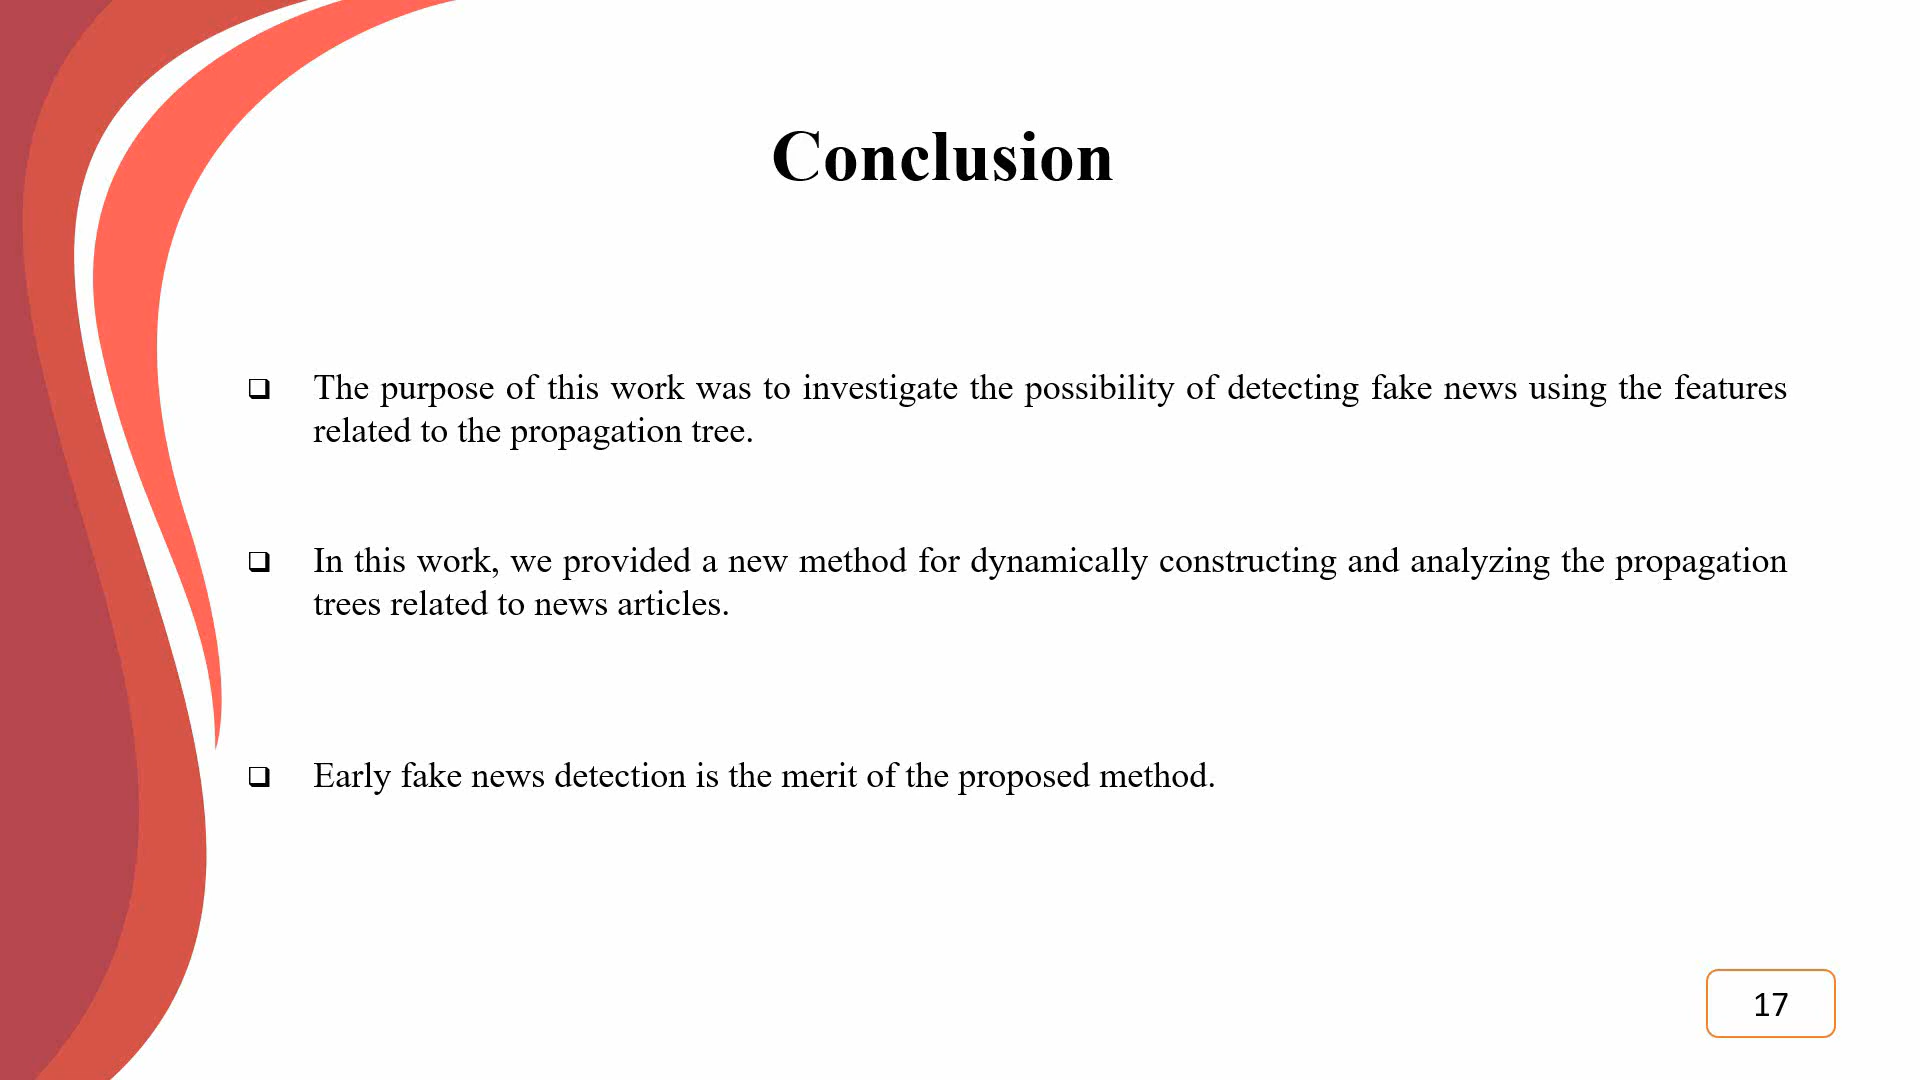 Conclusion
❑ The purpose of this work was to investigate the possibility of detecting fake news using the features
related to the propagation tree.
❑ In this work, we provided a new method for dynamically constructing and analyzing the propagation
trees related to news articles.
❑ Early fake news detection is the merit of the proposed method.
17